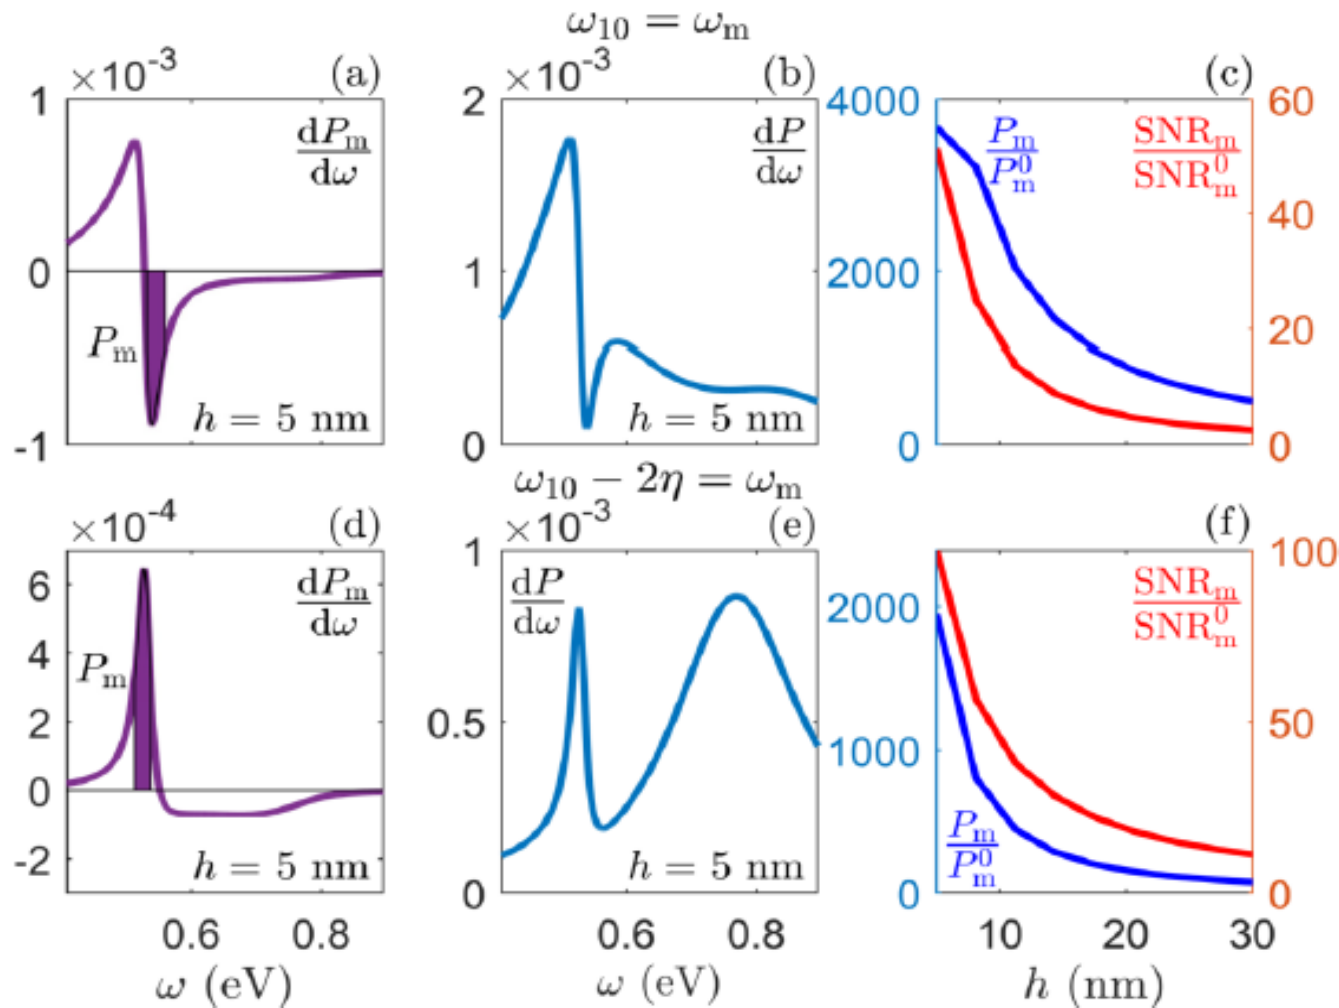 ω₁₀ = ωₘ
×10⁻³ (a)
1
0
-1
dPₘ
dω
Pₘ
h = 5 nm
×10⁻³ (b)
2
1
0
dP
dω
h = 5 nm
(c)
4000
2000
0
Pₘ
Pₘ⁰
SNRₘ
SNRₘ⁰
60
40
20
0
ω₁₀ − 2η = ωₘ
×10⁻⁴ (d)
6
4
2
0
-2
dPₘ
dω
Pₘ
h = 5 nm
0.6 0.8
ω (eV)
×10⁻³ (e)
1
0.5
0
dP
dω
h = 5 nm
0.6 0.8
ω (eV)
(f)
2000
1000
0
SNRₘ
SNRₘ⁰
Pₘ
Pₘ⁰
100
50
0
10 20 30
h (nm)